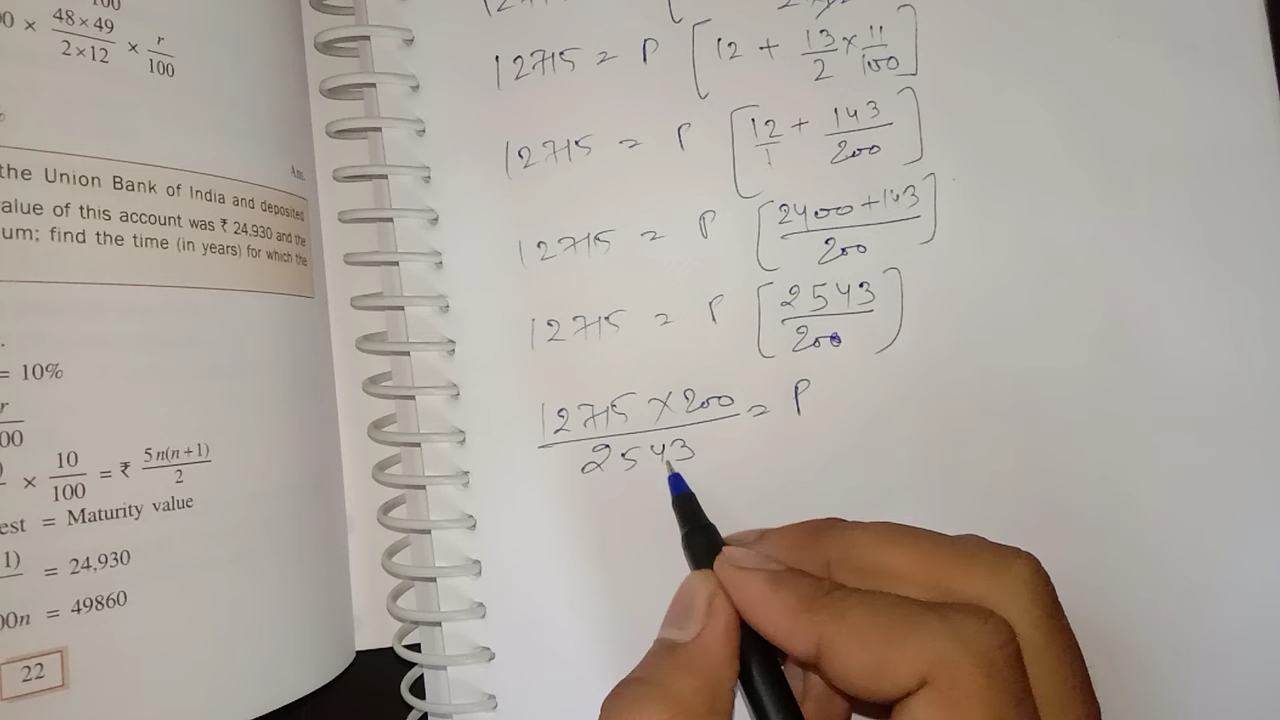 100
0 × 48 × 49 / 2 × 12 × r / 100
Ans.
the Union Bank of India and deposited
alue of this account was ₹ 24,930 and the
um; find the time (in years) for which the
.
= 10%
r
00
) × 10 / 100 = ₹ 5n(n+1) / 2
est = Maturity value
1) = 24,930
00n = 49860
22
12715 = P [ 12 + 13/2 × 11/100 ]
12715 = P [ 12/1 + 143/200 ]
12715 = P [ 2400+143 / 200 ]
12715 = P [ 2543 / 200 ]
12715 × 200 / 2543 = P